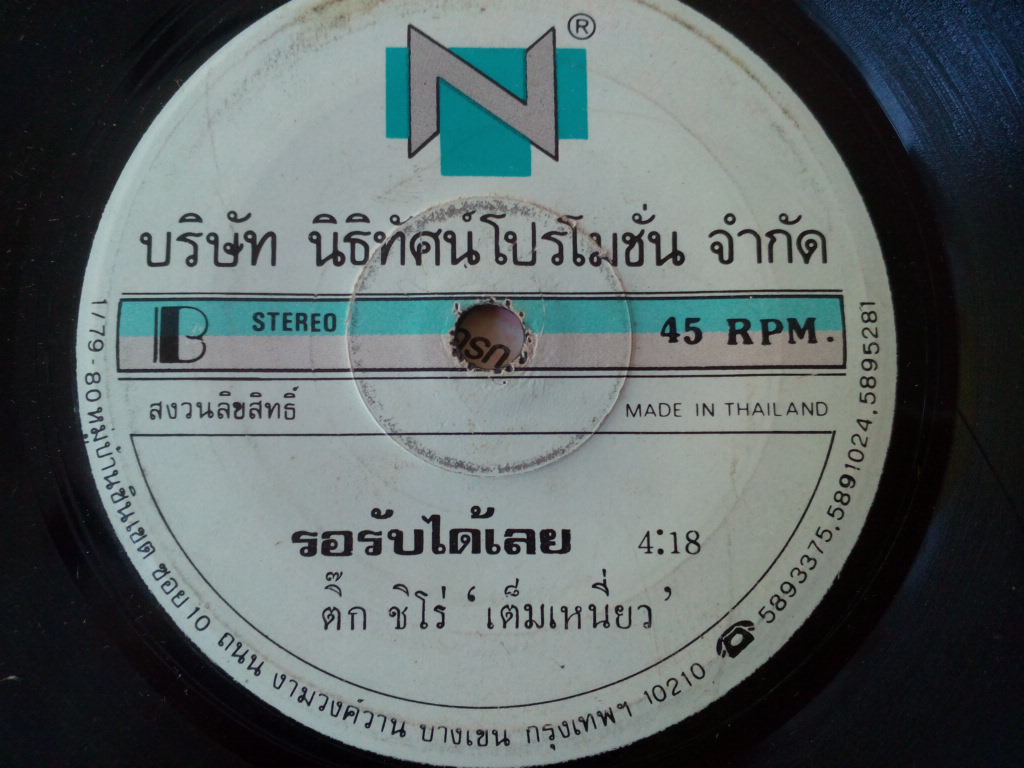 N ®
บริษัท นิธิทัศน์โปรโมชั่น จำกัด
B STEREO 45 RPM.
สงวนลิขสิทธิ์ MADE IN THAILAND
รอรับได้เลย 4:18
ติ๊ก ชิโร่ ‘เต็มเหนี่ยว’
1/79-80 หมู่บ้านชินเขต ซอย 10 ถนน งามวงศ์วาน บางเขน กรุงเทพฯ 10210 ☎ 5893375,5891024,5895281